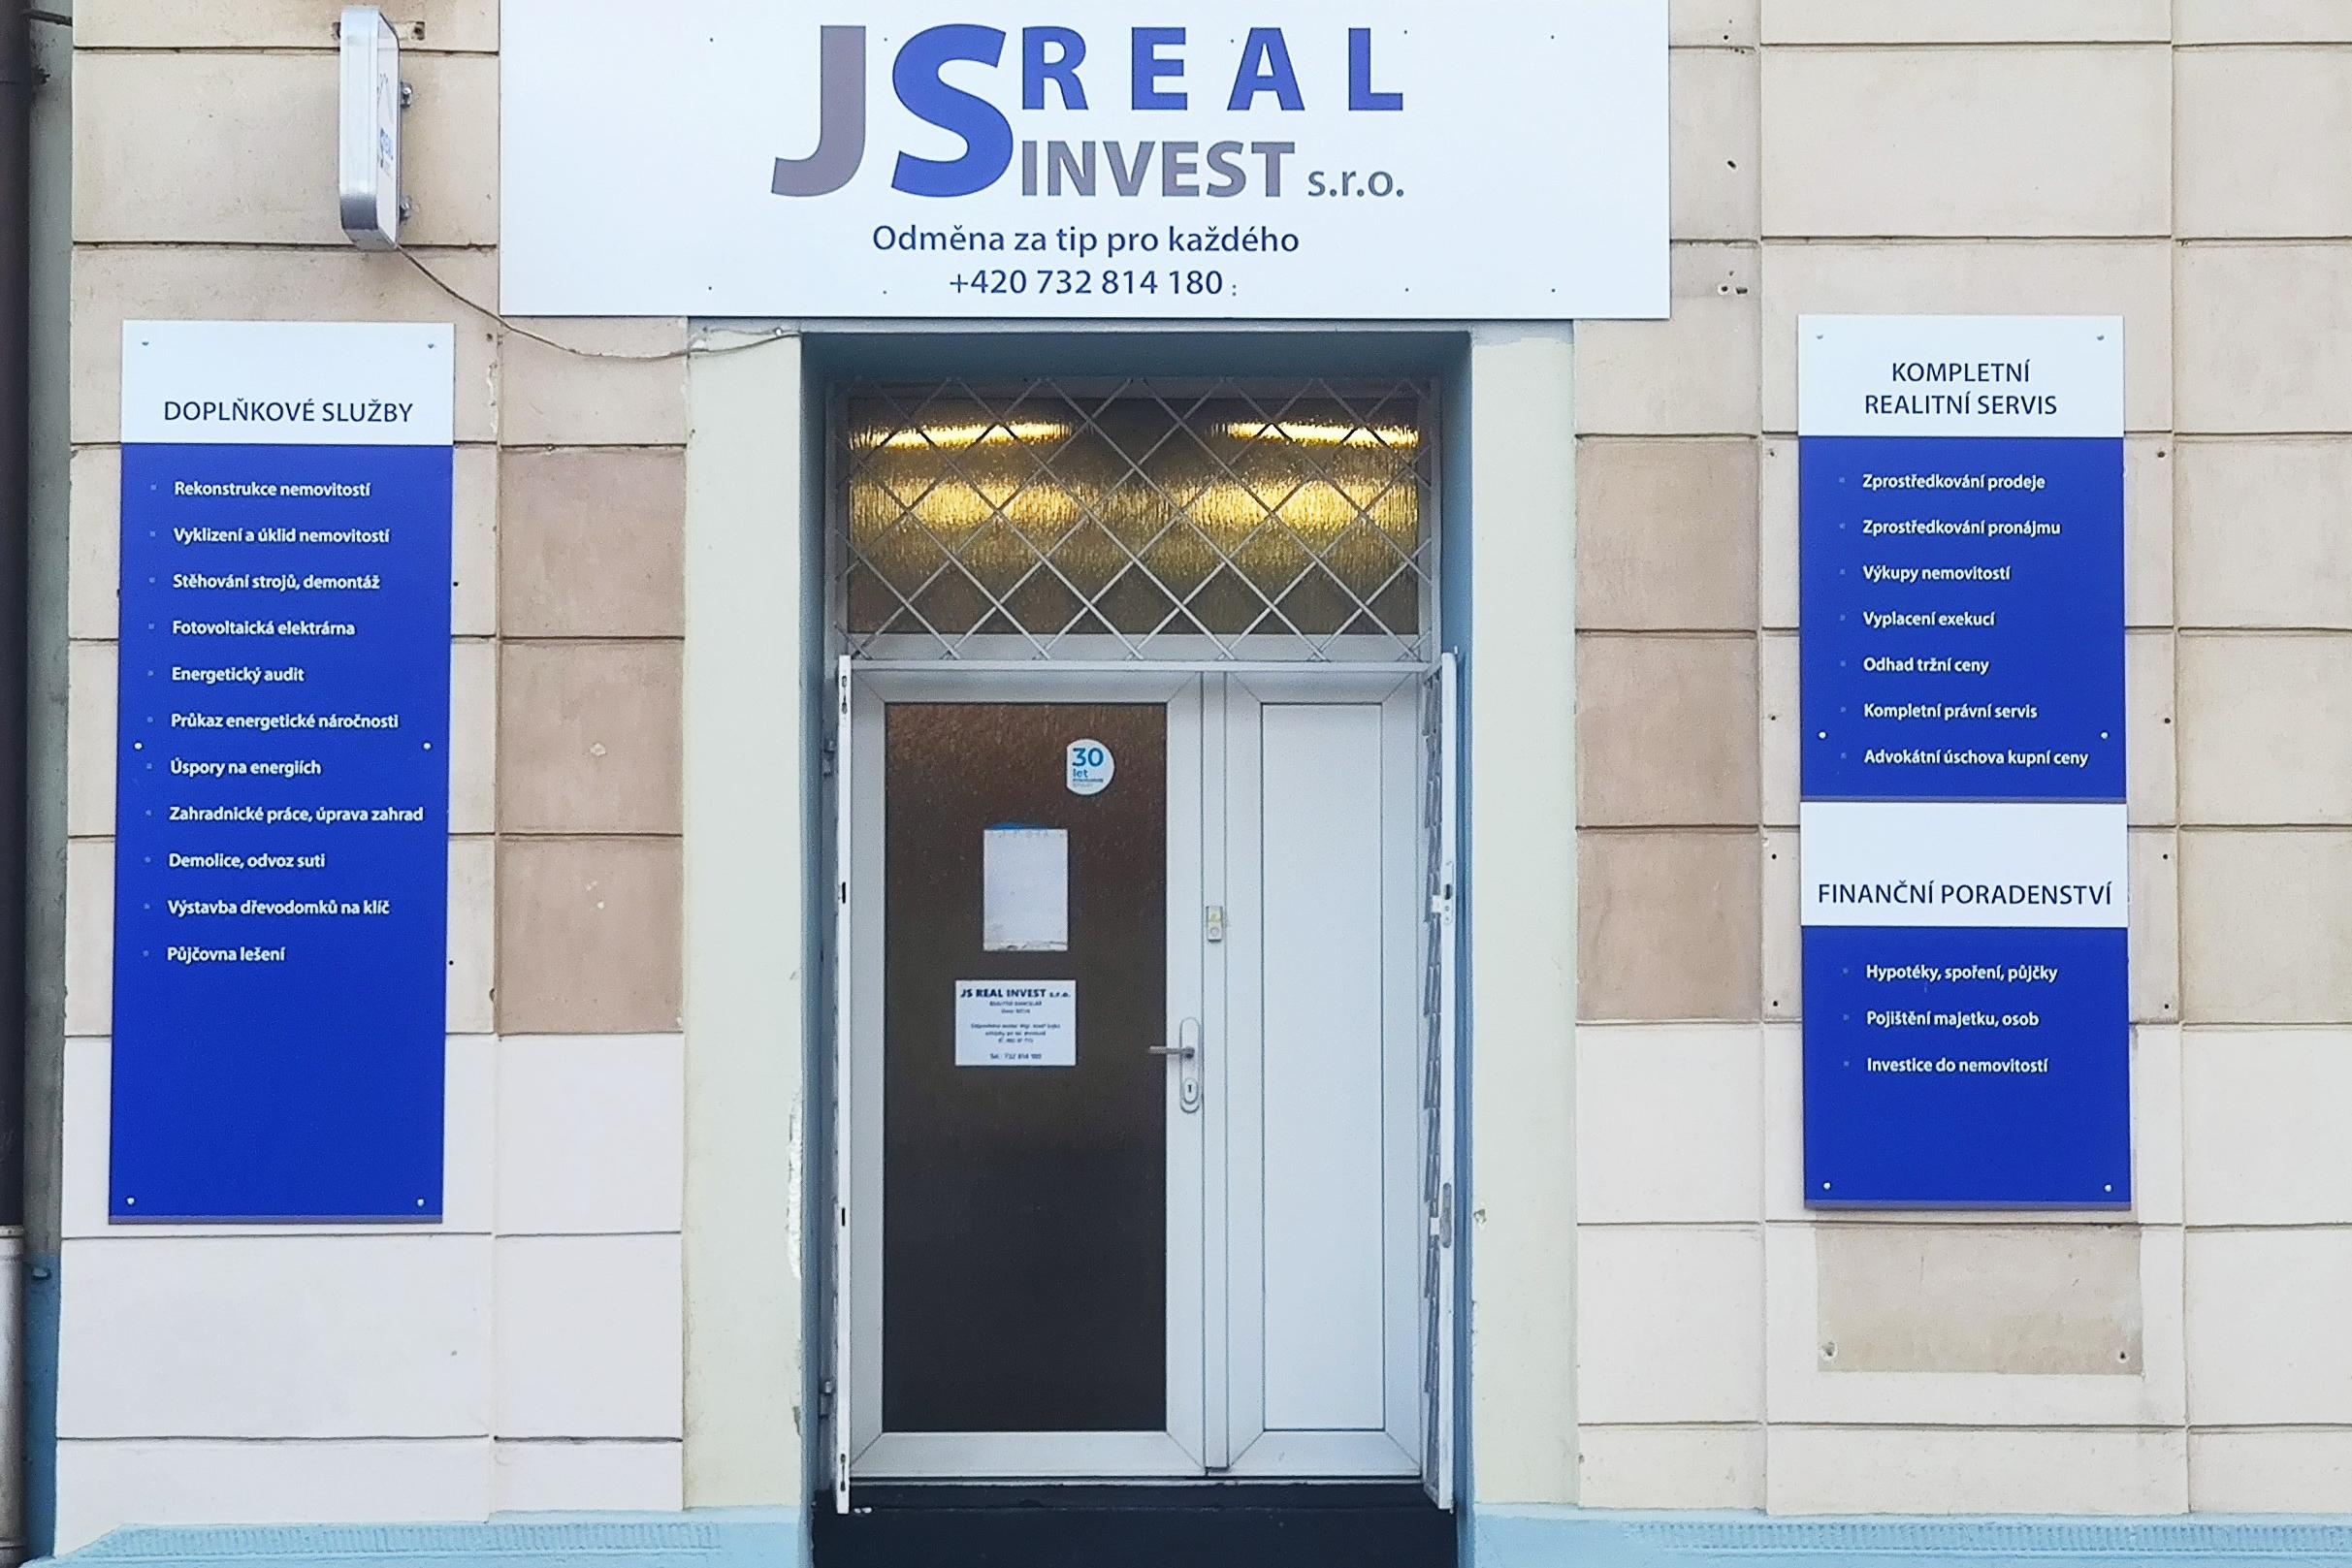 JS REAL
INVEST s.r.o.
Odměna za tip pro každého
+420 732 814 180
DOPLŇKOVÉ SLUŽBY
Rekonstrukce nemovitostí
Vyklizení a úklid nemovitostí
Stěhování strojů, demontáž
Fotovoltaická elektrárna
Energetický audit
Průkaz energetické náročnosti
Úspory na energiích
Zahradnické práce, úprava zahrad
Demolice, odvoz suti
Výstavba dřevodomků na klíč
Půjčovna lešení
30
let
JS REAL INVEST s.r.o.
Tel.: 732 814 180
KOMPLETNÍ
REALITNÍ SERVIS
Zprostředkování prodeje
Zprostředkování pronájmu
Výkupy nemovitostí
Vyplacení exekucí
Odhad tržní ceny
Kompletní právní servis
Advokátní úschova kupní ceny
FINANČNÍ PORADENSTVÍ
Hypotéky, spoření, půjčky
Pojištění majetku, osob
Investice do nemovitostí